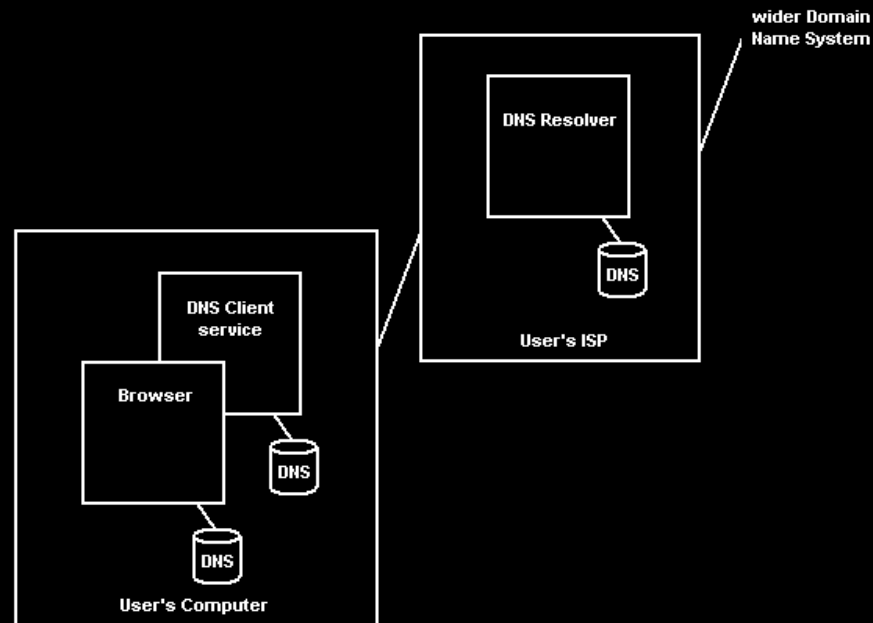 wider Domain
Name System
DNS Resolver
DNS
User's ISP
DNS Client
service
Browser
DNS
DNS
User's Computer